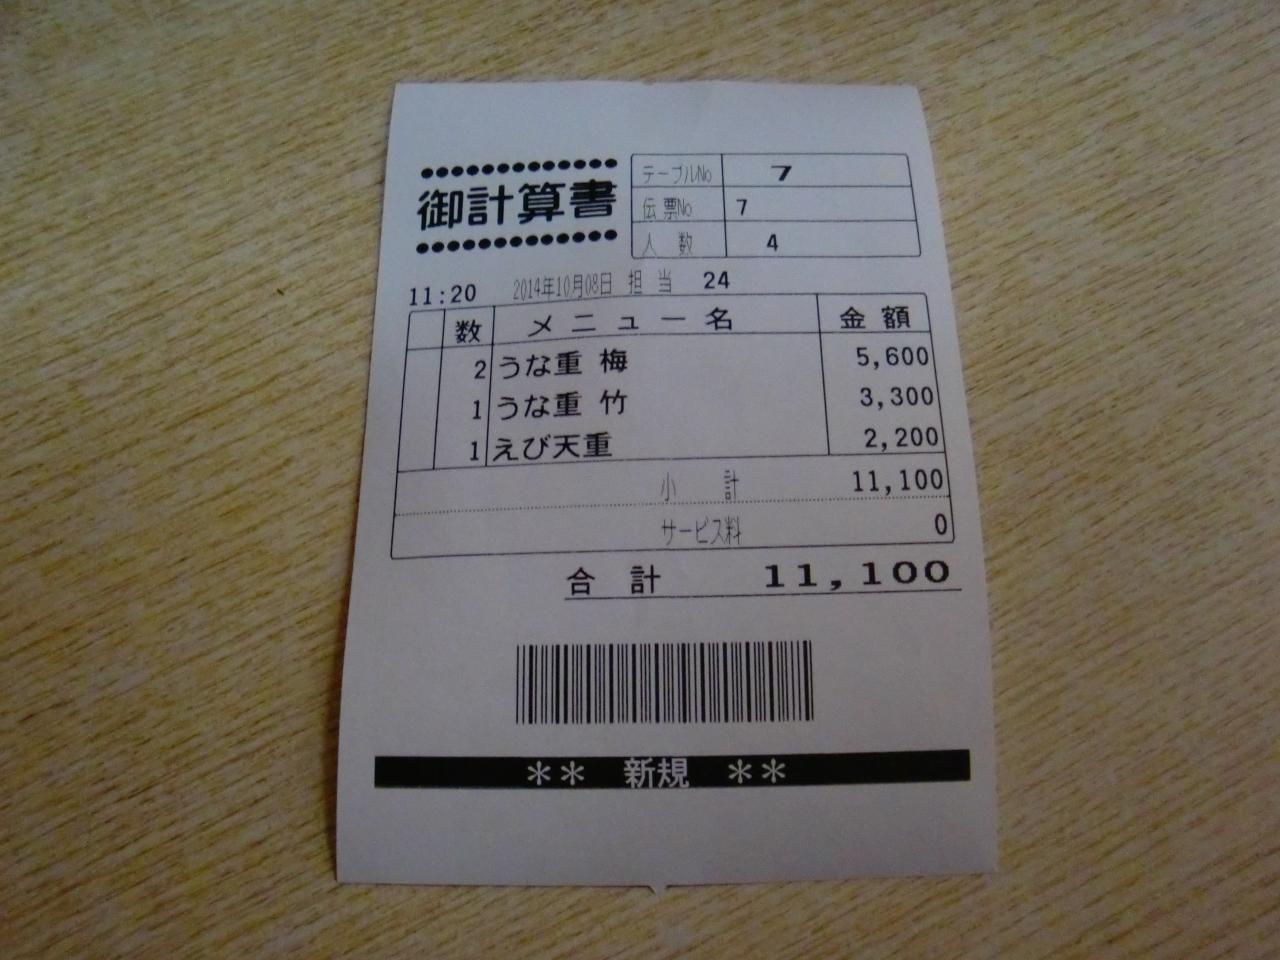 御計算書
テーブルNo 7
伝票No 7
人数 4
11:20 2014年10月08日 担当 24
数 メニュー名 金額
2 うな重 梅 5,600
1 うな重 竹 3,300
1 えび天重 2,200
小計 11,100
サービス料 0
合計 11,100
** 新規 **